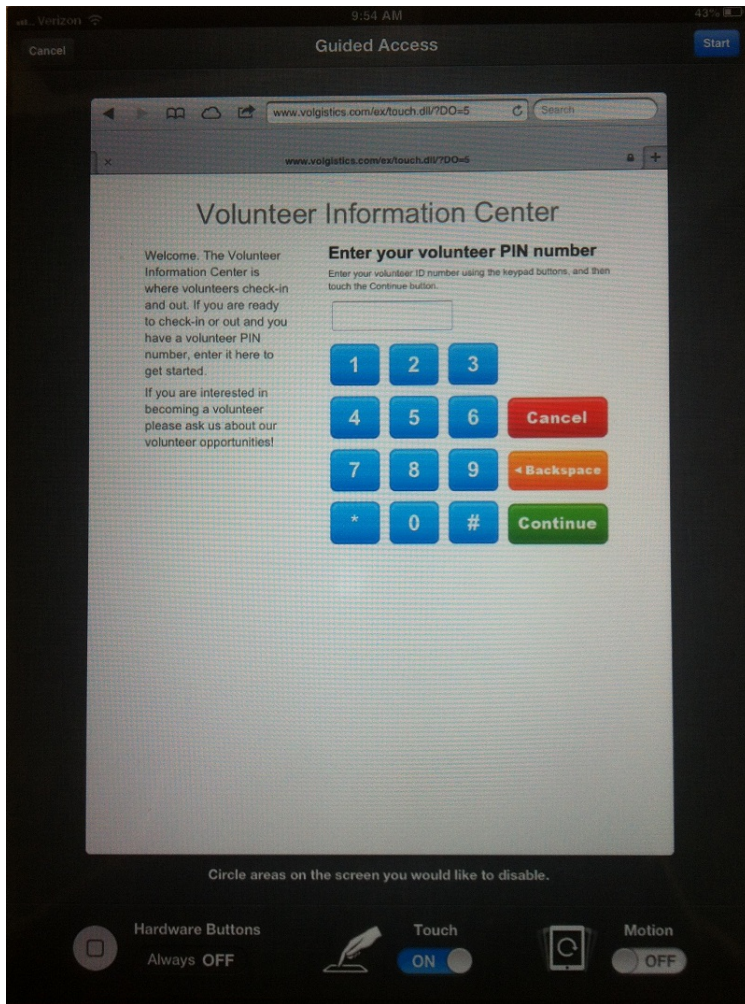 Verizon 9:54 AM 43%
Cancel Guided Access Start
www.volgistics.com/ex/touch.dll/?DO=5 Search
× www.volgistics.com/ex/touch.dll/?DO=5 +
Volunteer Information Center
Welcome. The Volunteer
Information Center is
where volunteers check-in
and out. If you are ready
to check-in or out and you
have a volunteer PIN
number, enter it here to
get started.
If you are interested in
becoming a volunteer
please ask us about our
volunteer opportunities!
Enter your volunteer PIN number
Enter your volunteer ID number using the keypad buttons, and then
touch the Continue button.
1 2 3
4 5 6 Cancel
7 8 9 Backspace
* 0 # Continue
Circle areas on the screen you would like to disable.
Hardware Buttons
Always OFF
Touch
ON
Motion
OFF